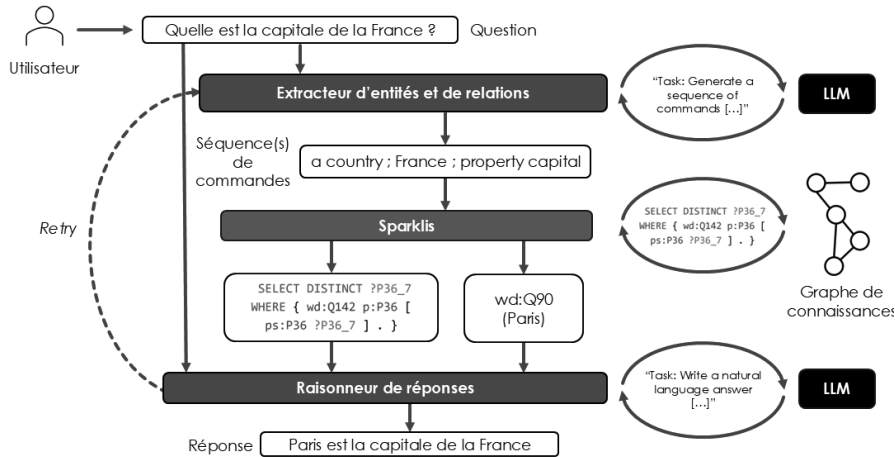 Quelle est la capitale de la France ?
Question
Utilisateur
Extracteur d'entités et de relations
“Task: Generate a
sequence of
commands [...]”
LLM
Séquence(s)
de
commandes
a country ; France ; property capital
Retry
Sparklis
SELECT DISTINCT ?P36_7
WHERE { wd:Q142 p:P36 [
ps:P36 ?P36_7 ] . }
Graphe de
connaissances
SELECT DISTINCT ?P36_7
WHERE { wd:Q142 p:P36 [
ps:P36 ?P36_7 ] . }
wd:Q90
(Paris)
Raisonneur de réponses
“Task: Write a natural
language answer
[...]”
LLM
Réponse
Paris est la capitale de la France